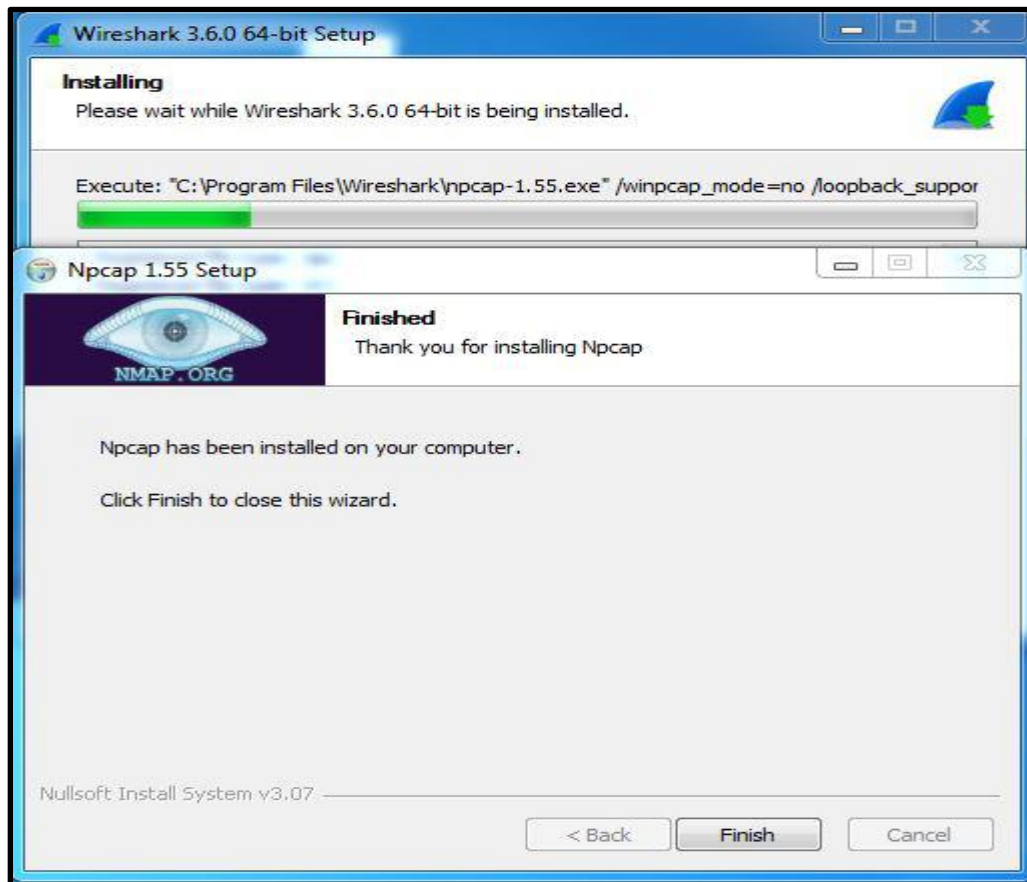 Wireshark 3.6.0 64-bit Setup
Installing
Please wait while Wireshark 3.6.0 64-bit is being installed.
Execute: "C:\Program Files\Wireshark\npcap-1.55.exe" /winpcap_mode=no /loopback_suppor
Npcap 1.55 Setup
NMAP.ORG
Finished
Thank you for installing Npcap
Npcap has been installed on your computer.
Click Finish to close this wizard.
Nullsoft Install System v3.07
< Back Finish Cancel